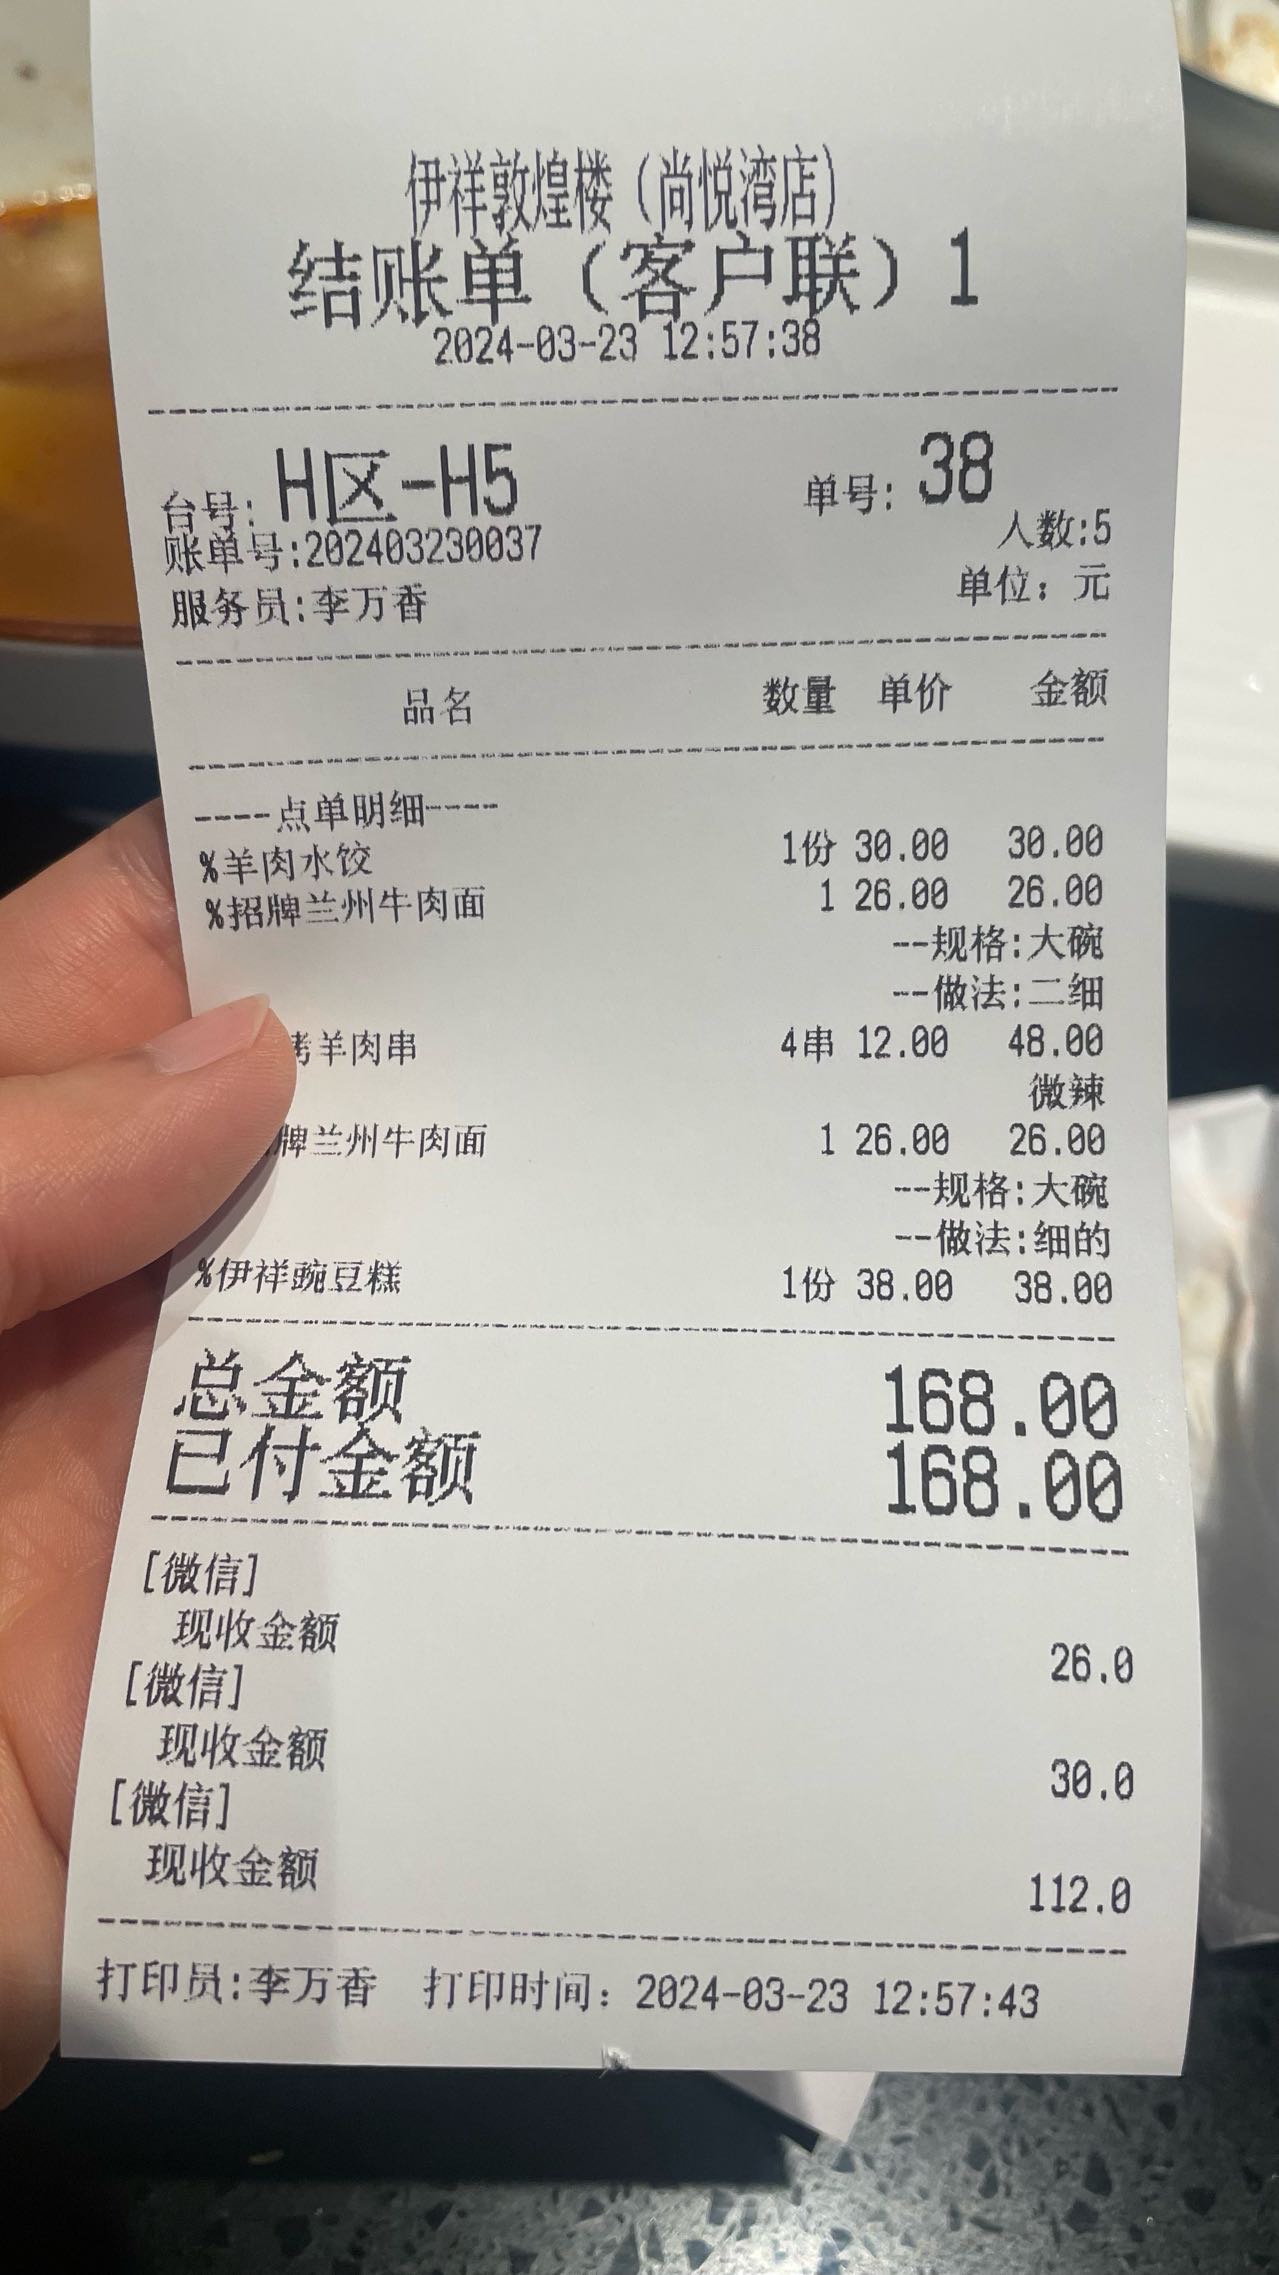 伊祥敦煌楼（尚悦湾店）
结账单（客户联）1
2024-03-23 12:57:38
台号: H区-H5 单号: 38
账单号:202403230037 人数:5
服务员:李万香 单位：元
品名 数量 单价 金额
----点单明细----
%羊肉水饺 1份 30.00 30.00
%招牌兰州牛肉面 1 26.00 26.00
--规格:大碗
--做法:二细
烤羊肉串 4串 12.00 48.00
微辣
牌兰州牛肉面 1 26.00 26.00
--规格:大碗
--做法:细的
%伊祥豌豆糕 1份 38.00 38.00
总金额 168.00
已付金额 168.00
[微信]
现收金额 26.0
[微信]
现收金额 30.0
[微信]
现收金额 112.0
打印员:李万香 打印时间：2024-03-23 12:57:43